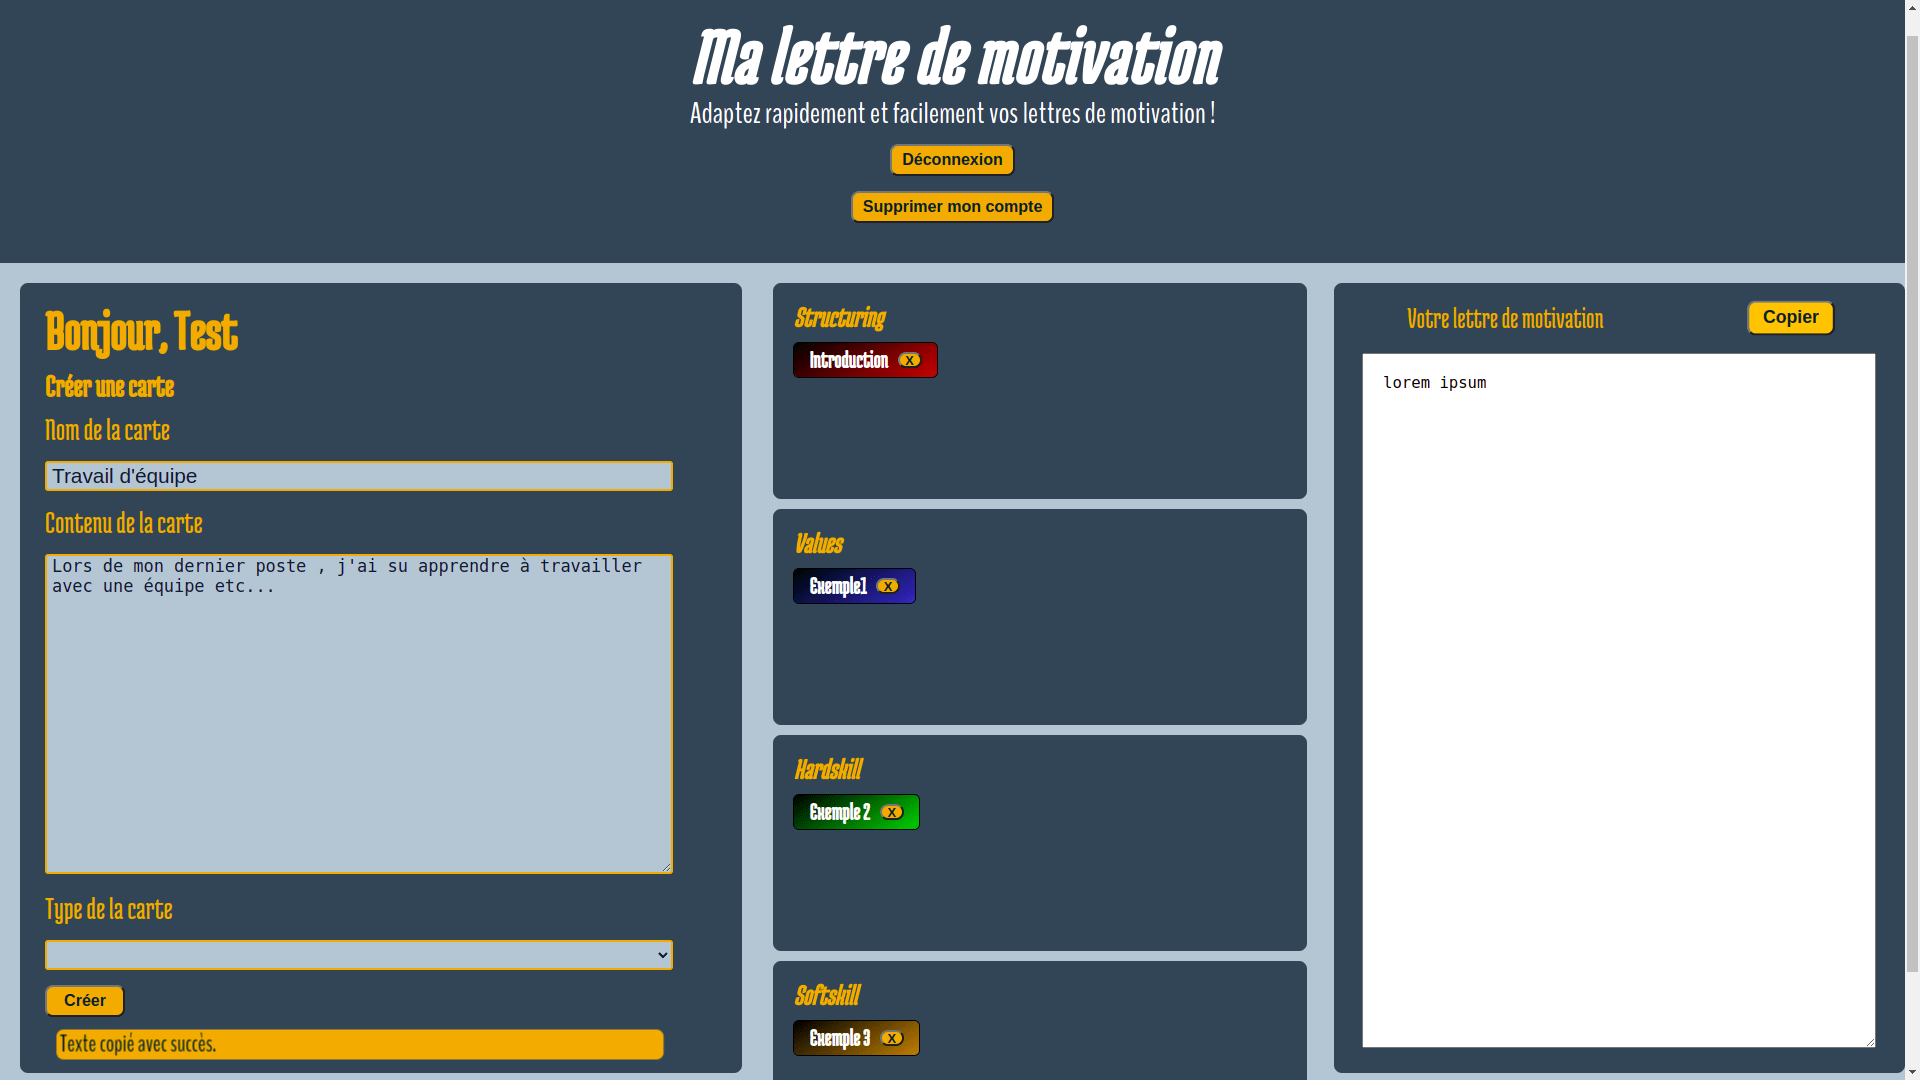 Ma lettre de motivation
Adaptez rapidement et facilement vos lettres de motivation !
Déconnexion
Supprimer mon compte
Bonjour, Test
Créer une carte
Nom de la carte
Travail d'équipe
Contenu de la carte
Lors de mon dernier poste , j'ai su apprendre à travailler
avec une équipe etc...
Type de la carte
Créer
Texte copié avec succès.
Structuring
Introduction X
Values
Exemple1 X
Hardskill
Exemple 2 X
Softskill
Exemple 3 X
Votre lettre de motivation
Copier
lorem ipsum